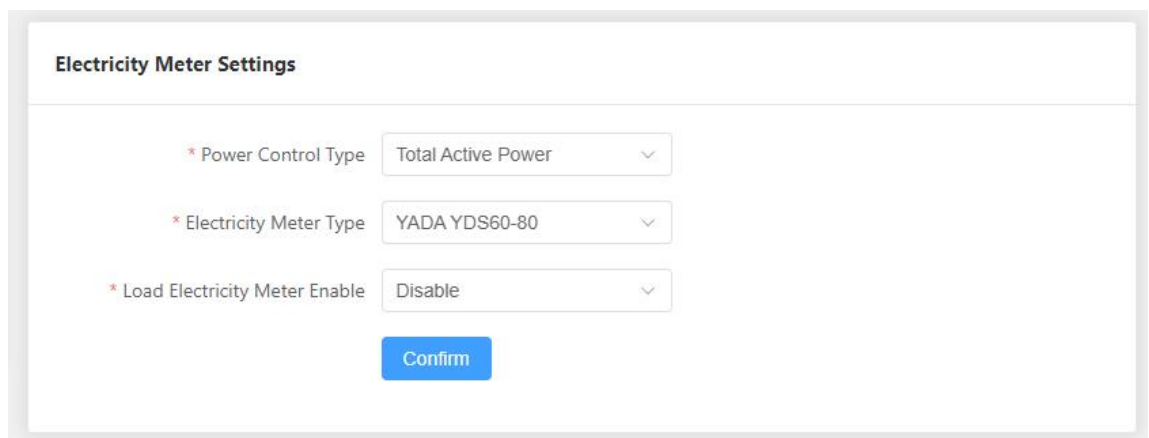 Electricity Meter Settings
* Power Control Type Total Active Power
* Electricity Meter Type YADA YDS60-80
* Load Electricity Meter Enable Disable
Confirm